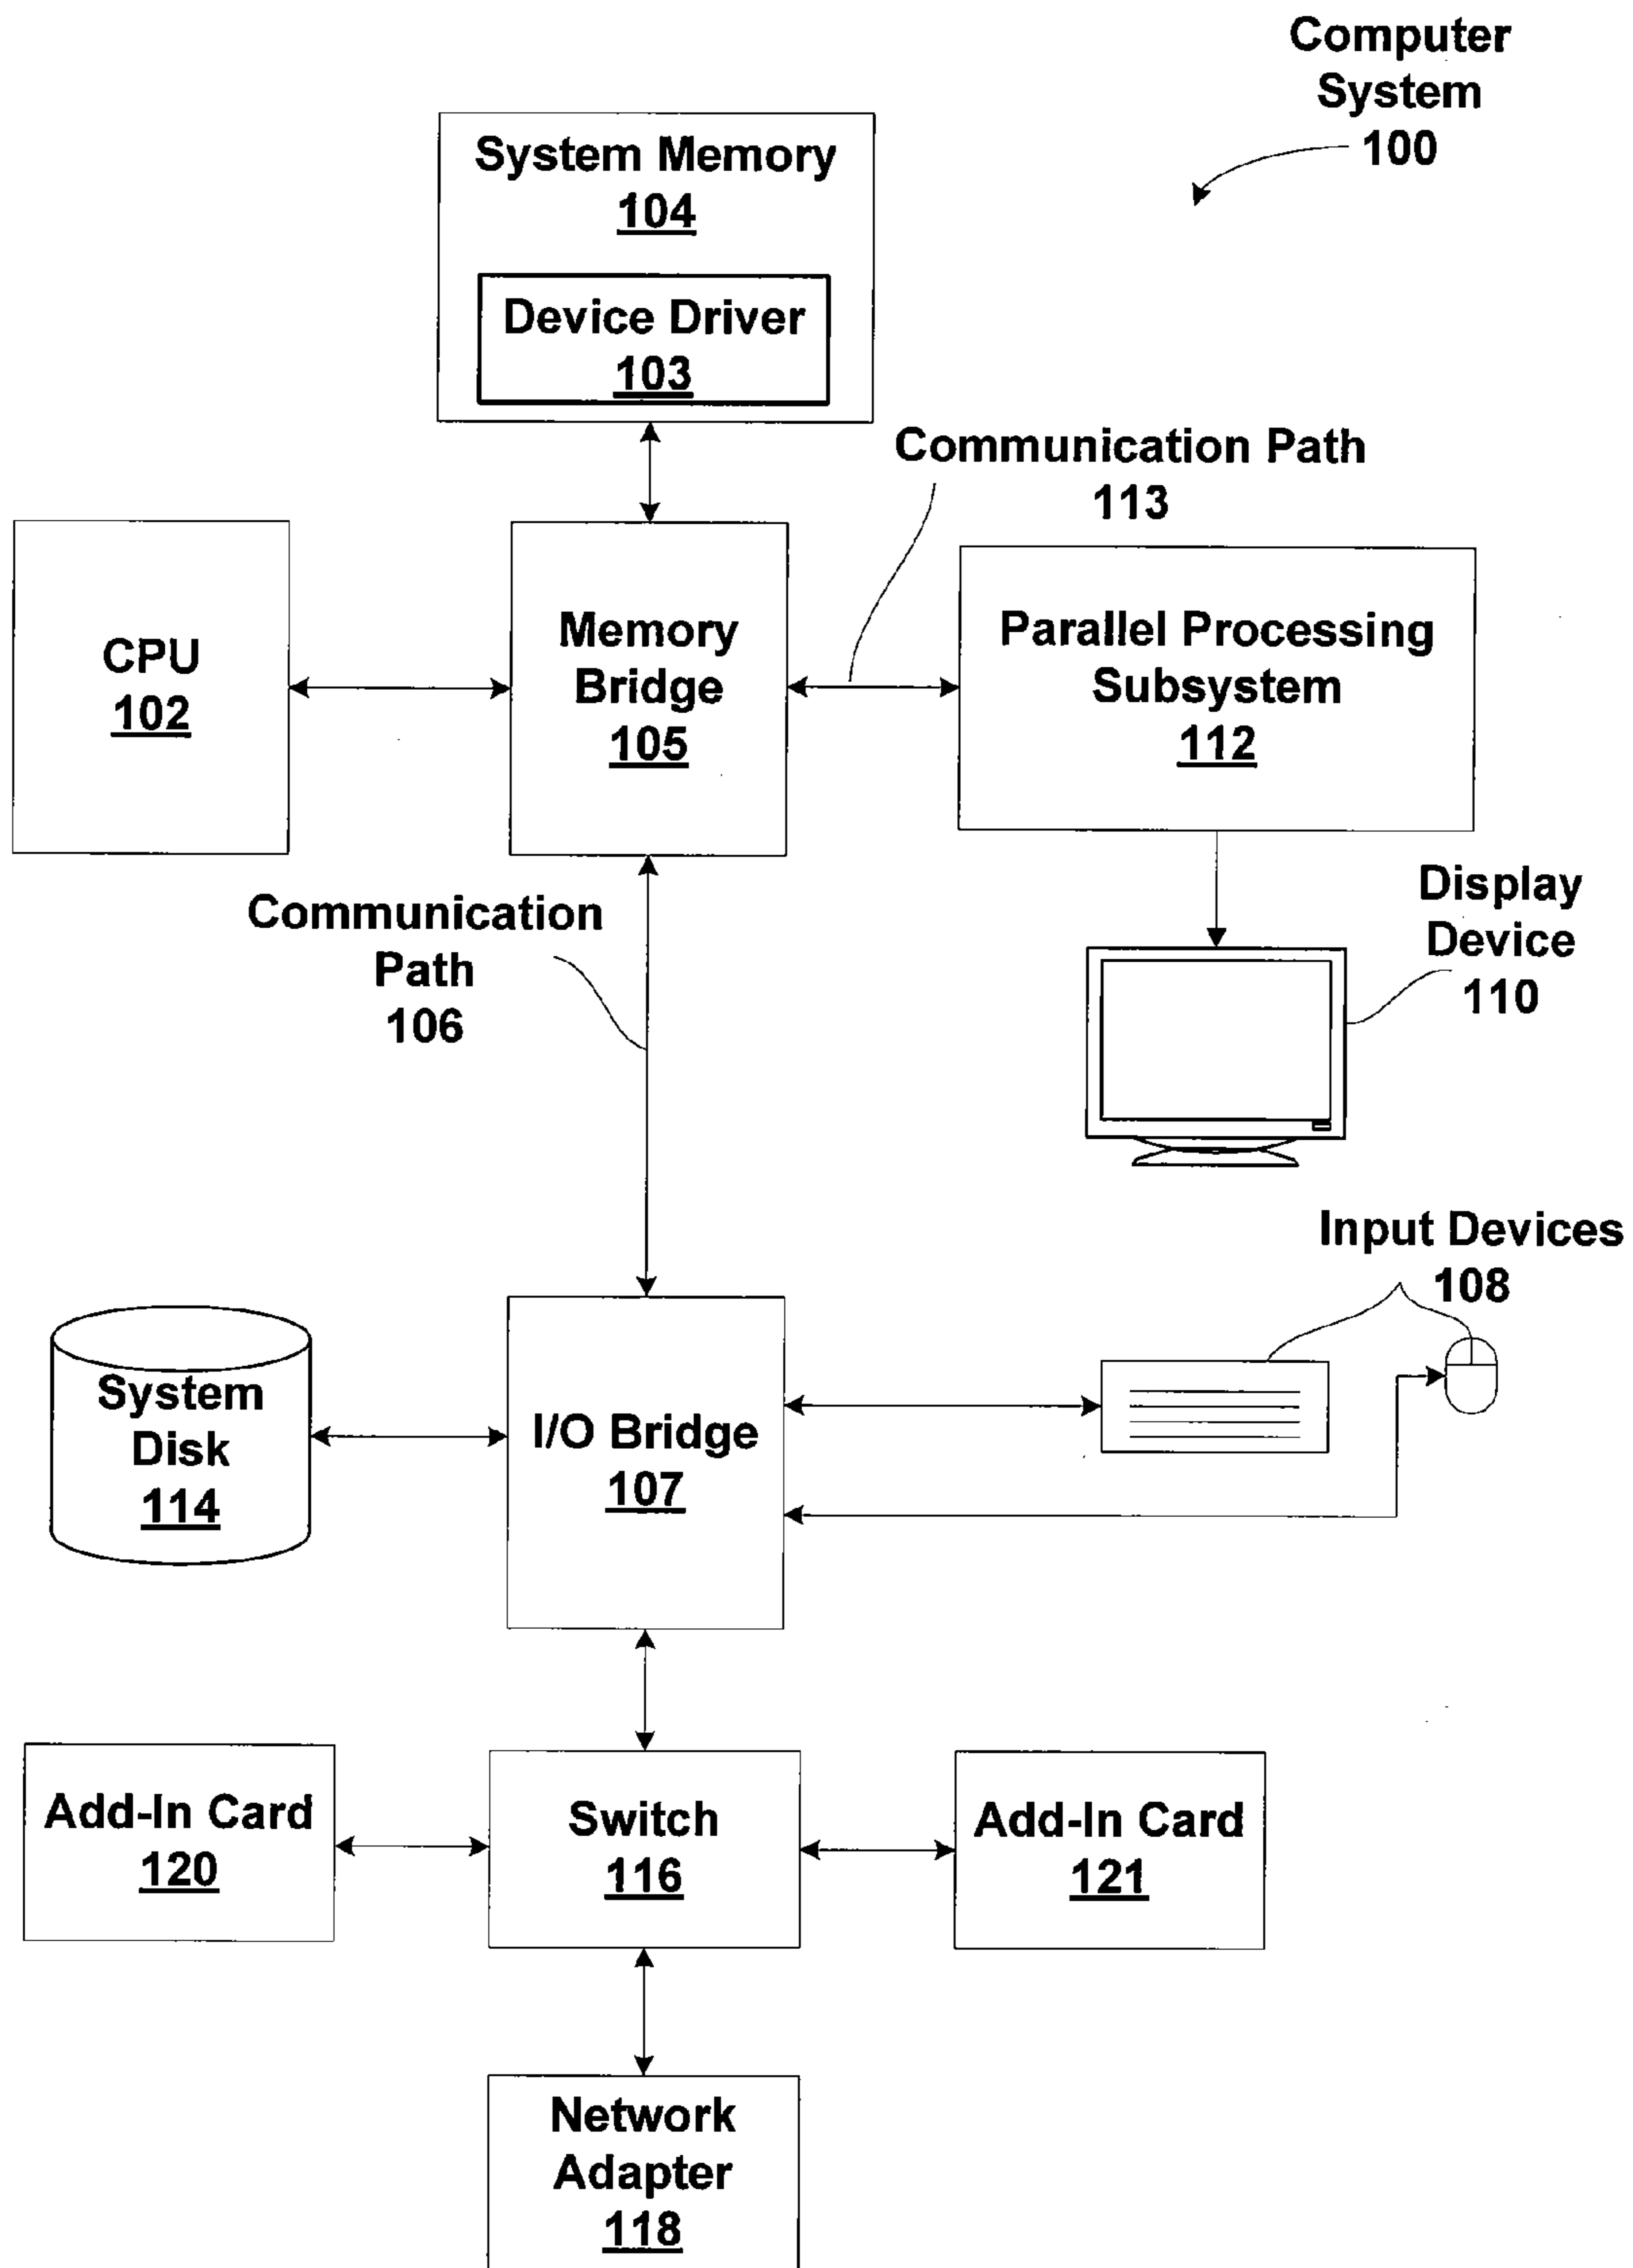 Computer
System
100
System Memory
104
Device Driver
103
Communication Path
113
CPU
102
Memory
Bridge
105
Parallel Processing
Subsystem
112
Communication
Path
106
Display
Device
110
Input Devices
108
System
Disk
114
I/O Bridge
107
Add-In Card
120
Switch
116
Add-In Card
121
Network
Adapter
118